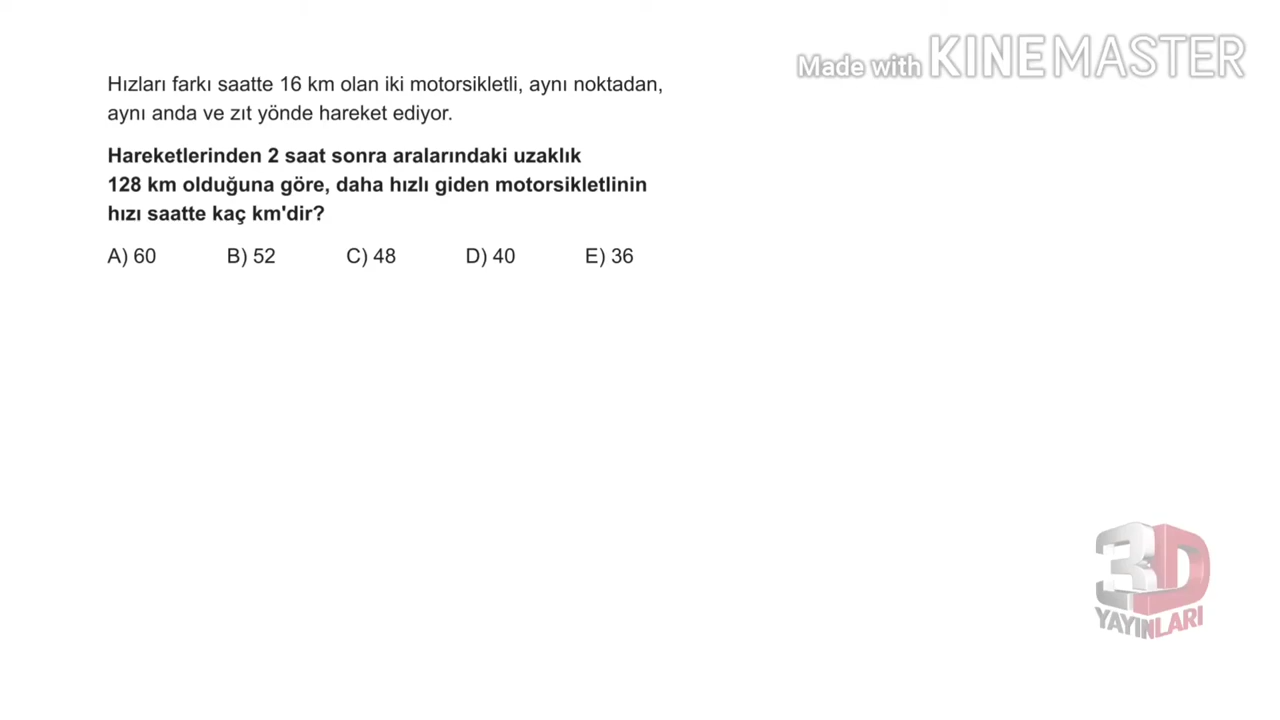 Made with KINEMASTER
Hızları farkı saatte 16 km olan iki motorsikletli, aynı noktadan,
aynı anda ve zıt yönde hareket ediyor.
Hareketlerinden 2 saat sonra aralarındaki uzaklık
128 km olduğuna göre, daha hızlı giden motorsikletlinin
hızı saatte kaç km'dir?
A) 60 B) 52 C) 48 D) 40 E) 36
3D
YAYINLARI